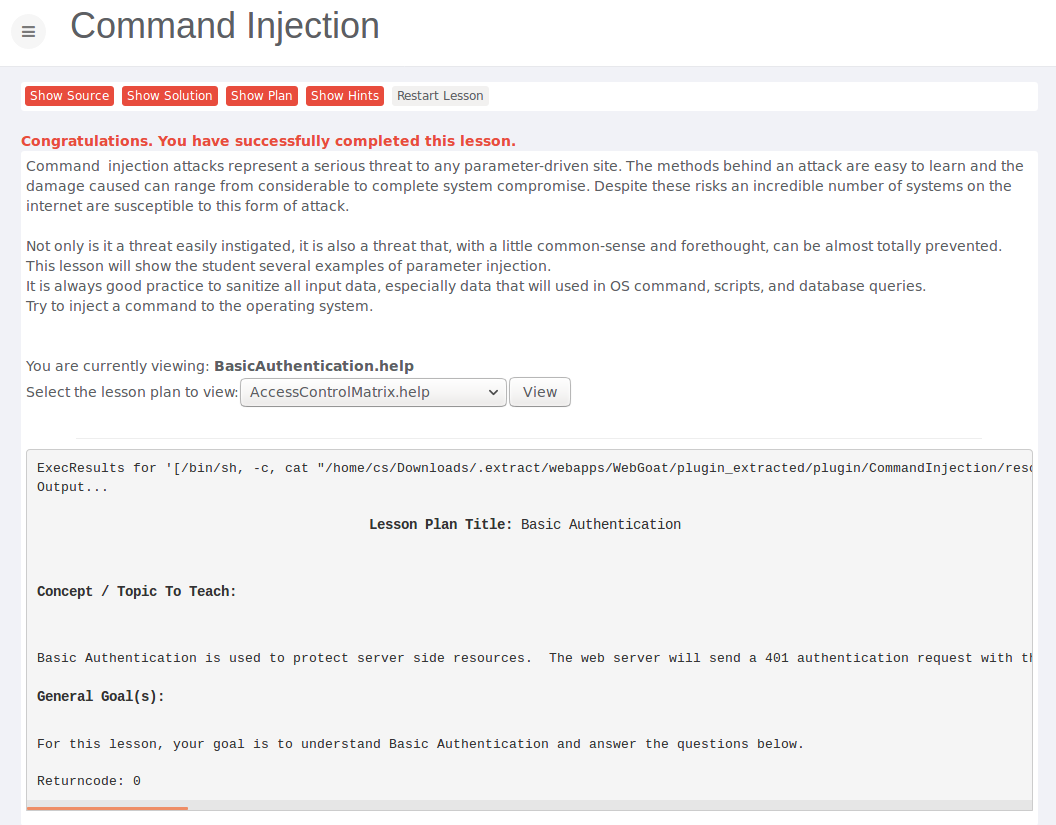 Command Injection
Show Source Show Solution Show Plan Show Hints Restart Lesson
Congratulations. You have successfully completed this lesson.
Command  injection attacks represent a serious threat to any parameter-driven site. The methods behind an attack are easy to learn and the
damage caused can range from considerable to complete system compromise. Despite these risks an incredible number of systems on the
internet are susceptible to this form of attack.
Not only is it a threat easily instigated, it is also a threat that, with a little common-sense and forethought, can be almost totally prevented.
This lesson will show the student several examples of parameter injection.
It is always good practice to sanitize all input data, especially data that will used in OS command, scripts, and database queries.
Try to inject a command to the operating system.
You are currently viewing: BasicAuthentication.help
Select the lesson plan to view: AccessControlMatrix.help View
ExecResults for '[/bin/sh, -c, cat "/home/cs/Downloads/.extract/webapps/WebGoat/plugin_extracted/plugin/CommandInjection/reso
Output...
Lesson Plan Title: Basic Authentication
Concept / Topic To Teach:
Basic Authentication is used to protect server side resources.  The web server will send a 401 authentication request with th
General Goal(s):
For this lesson, your goal is to understand Basic Authentication and answer the questions below.
Returncode: 0